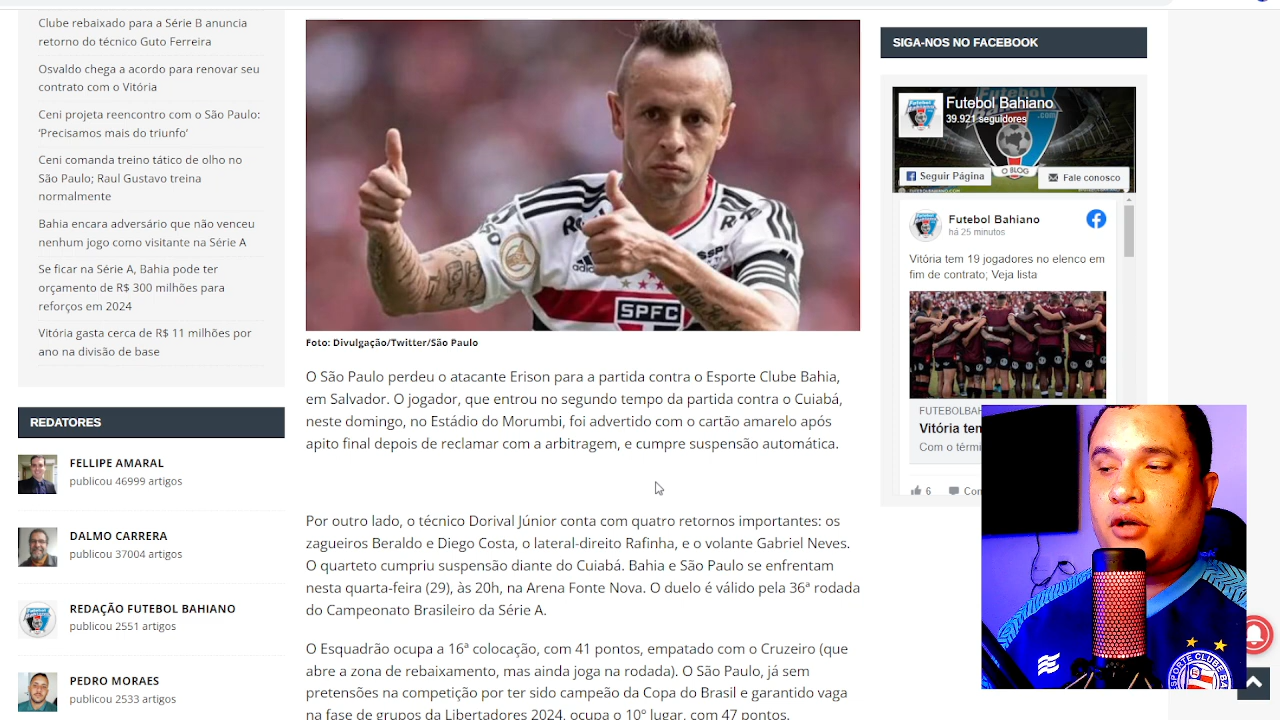 Clube rebaixado para a Série B anuncia
retorno do técnico Guto Ferreira
Osvaldo chega a acordo para renovar seu
contrato com o Vitória
Ceni projeta reencontro com o São Paulo:
‘Precisamos mais do triunfo’
Ceni comanda treino tático de olho no
São Paulo; Raul Gustavo treina
normalmente
Bahia encara adversário que não venceu
nenhum jogo como visitante na Série A
Se ficar na Série A, Bahia pode ter
orçamento de R$ 300 milhões para
reforços em 2024
Vitória gasta cerca de R$ 11 milhões por
ano na divisão de base
REDATORES
FELLIPE AMARAL
publicou 46999 artigos
DALMO CARRERA
publicou 37004 artigos
REDAÇÃO FUTEBOL BAHIANO
publicou 2551 artigos
PEDRO MORAES
publicou 2533 artigos
adidas
SPFC
Foto: Divulgação/Twitter/São Paulo
O São Paulo perdeu o atacante Erison para a partida contra o Esporte Clube Bahia,
em Salvador. O jogador, que entrou no segundo tempo da partida contra o Cuiabá,
neste domingo, no Estádio do Morumbi, foi advertido com o cartão amarelo após
apito final depois de reclamar com a arbitragem, e cumpre suspensão automática.
Por outro lado, o técnico Dorival Júnior conta com quatro retornos importantes: os
zagueiros Beraldo e Diego Costa, o lateral-direito Rafinha, e o volante Gabriel Neves.
O quarteto cumpriu suspensão diante do Cuiabá. Bahia e São Paulo se enfrentam
nesta quarta-feira (29), às 20h, na Arena Fonte Nova. O duelo é válido pela 36ª rodada
do Campeonato Brasileiro da Série A.
O Esquadrão ocupa a 16ª colocação, com 41 pontos, empatado com o Cruzeiro (que
abre a zona de rebaixamento, mas ainda joga na rodada). O São Paulo, já sem
pretensões na competição por ter sido campeão da Copa do Brasil e garantido vaga
na fase de grupos da Libertadores 2024, ocupa o 10º lugar, com 47 pontos.
SIGA-NOS NO FACEBOOK
Futebol Bahiano
39.921 seguidores
.com
O BLOG
Seguir Página
Fale conosco
Futebol Bahiano
há 25 minutos
Vitória tem 19 jogadores no elenco em
fim de contrato; Veja lista
FUTEBOLBA
Vitória ten
Com o térmi
6
Con
ESPORTE CLUBE BA